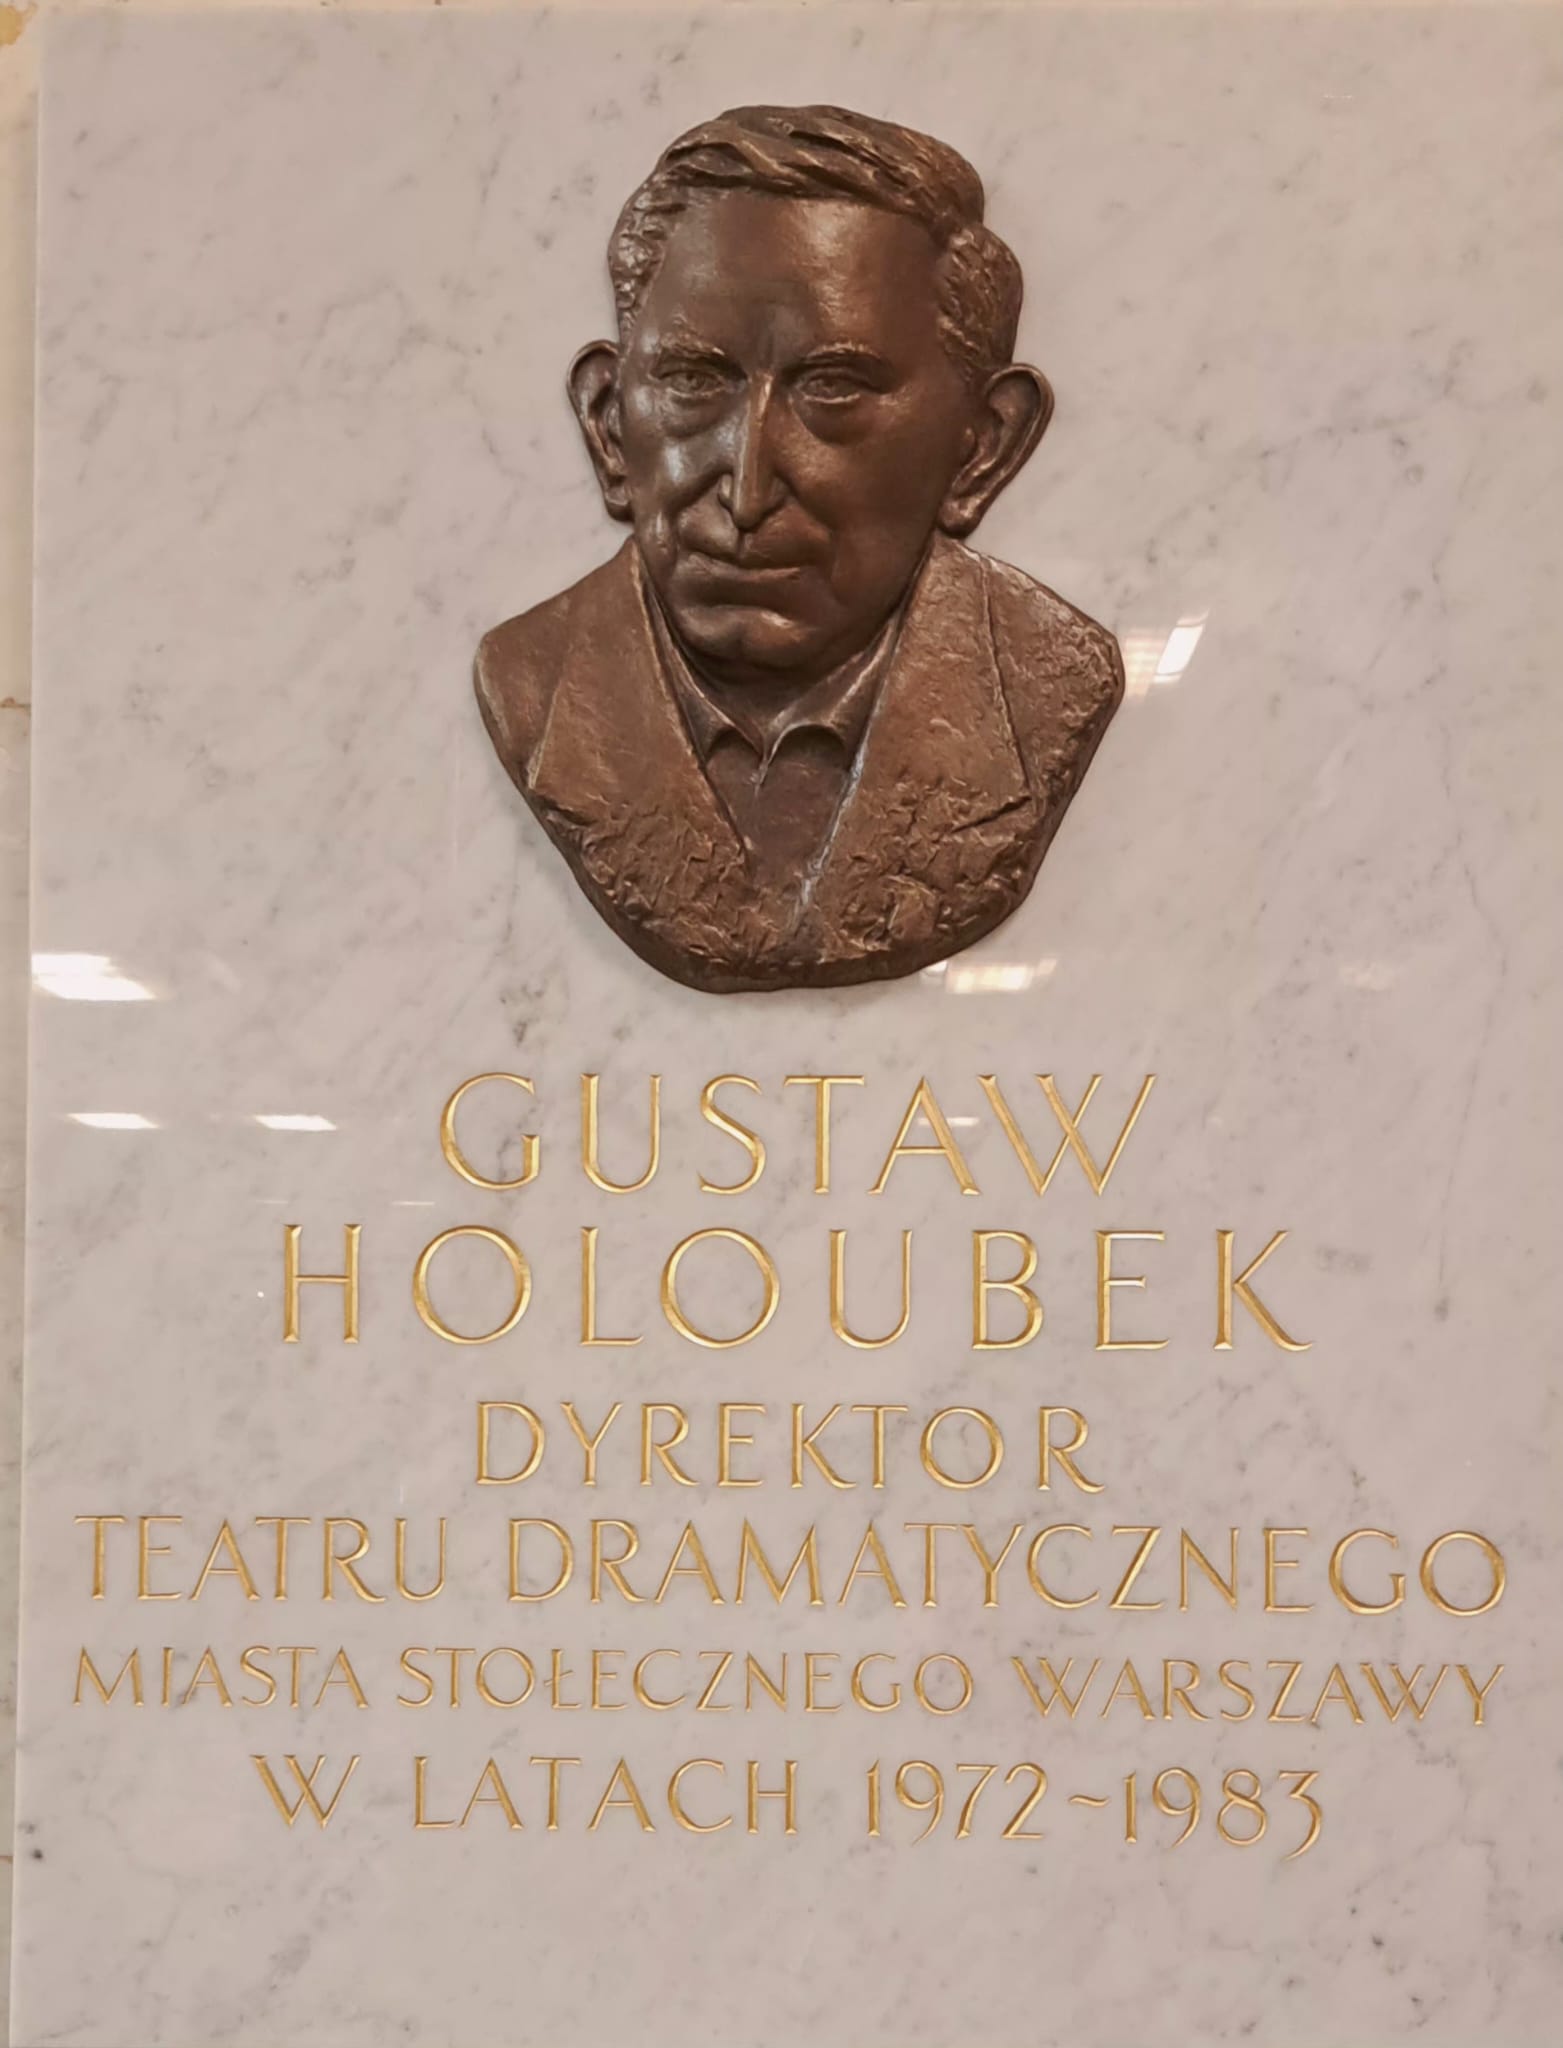 GUSTAW
HOLOUBEK
DYREKTOR
TEATRU DRAMATYCZNEGO
MIASTA STOŁECZNEGO WARSZAWY
W LATACH 1972~1983